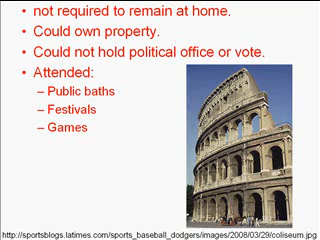 • not required to remain at home.
• Could own property.
• Could not hold political office or vote.
• Attended:
– Public baths
– Festivals
– Games
http://sportsblogs.latimes.com/sports_baseball_dodgers/images/2008/03/29/coliseum.jpg